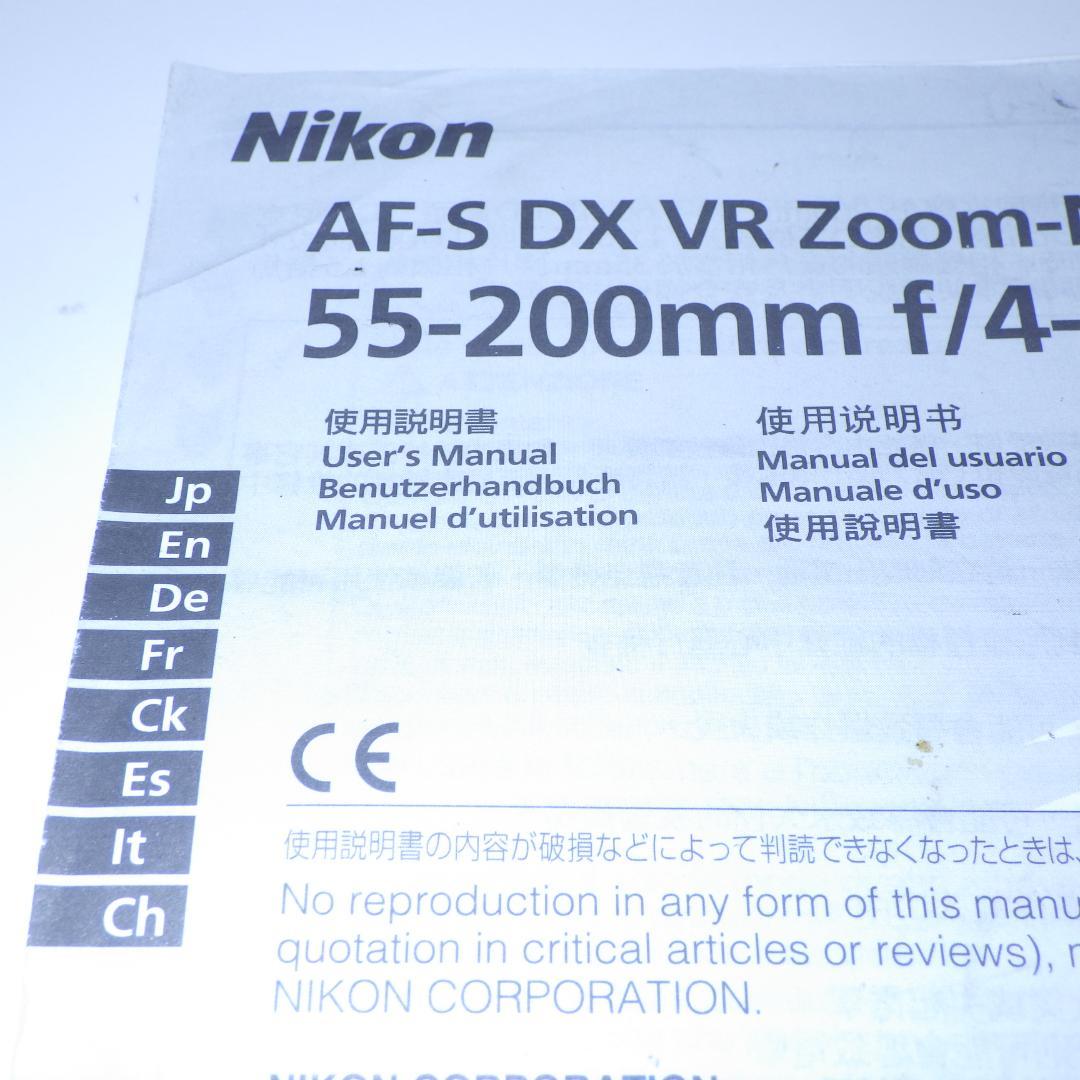 Nikon
AF-S DX VR Zoom-
55-200mm f/4-
使用説明書
User's Manual
Benutzerhandbuch
Manuel d'utilisation
使用说明书
Manual del usuario
Manuale d'uso
使用說明書
Jp
En
De
Fr
Ck
Es
It
Ch
CE
使用説明書の内容が破損などによって判読できなくなったときは、
No reproduction in any form of this manu
quotation in critical articles or reviews),
NIKON CORPORATION.
NIKON CORPORATION